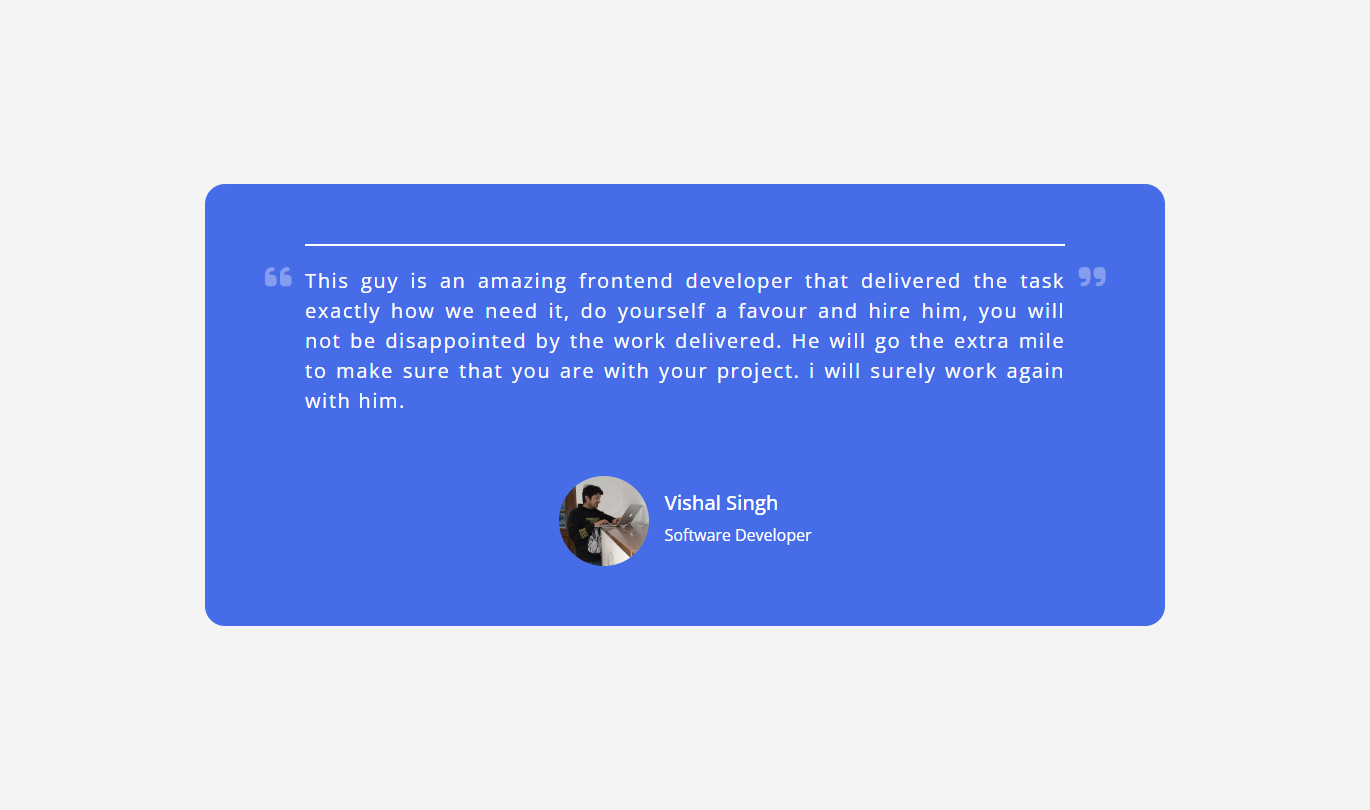 This guy is an amazing frontend developer that delivered the task
exactly how we need it, do yourself a favour and hire him, you will
not be disappointed by the work delivered. He will go the extra mile
to make sure that you are with your project. i will surely work again
with him.
Vishal Singh
Software Developer